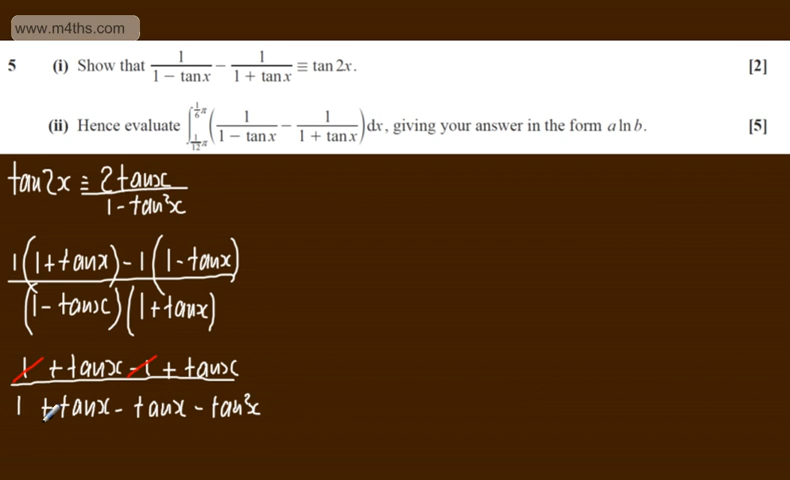 www.m4ths.com
5 (i) Show that 1/(1 − tan x) − 1/(1 + tan x) ≡ tan 2x. [2]
(ii) Hence evaluate ∫_{1/12 π}^{1/6 π} (1/(1 − tan x) − 1/(1 + tan x)) dx, giving your answer in the form a ln b. [5]
tan2x ≡ 2tanx/(1 - tan²x)
1(1+tanx) - 1(1-tanx)
(1 - tanx)(1+tanx)
1 + tanx - 1 + tanx
1 + tanx - tanx - tan²x